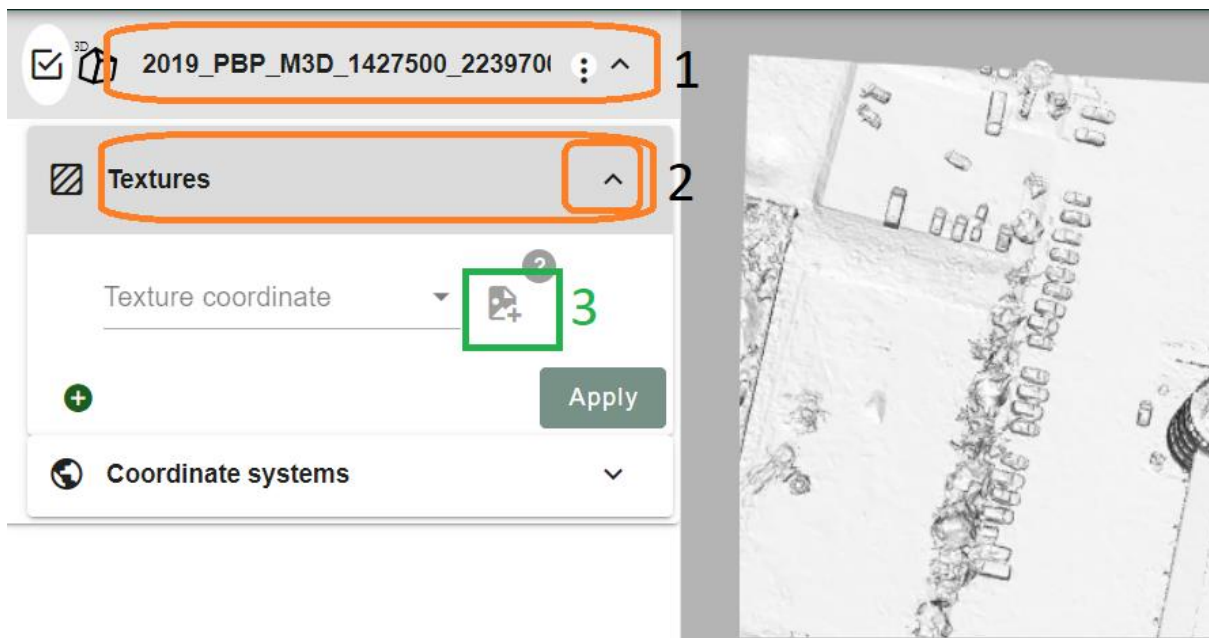 3D
2019_PBP_M3D_1427500_223970 1
Textures 2
?
Texture coordinate 3
Apply
Coordinate systems